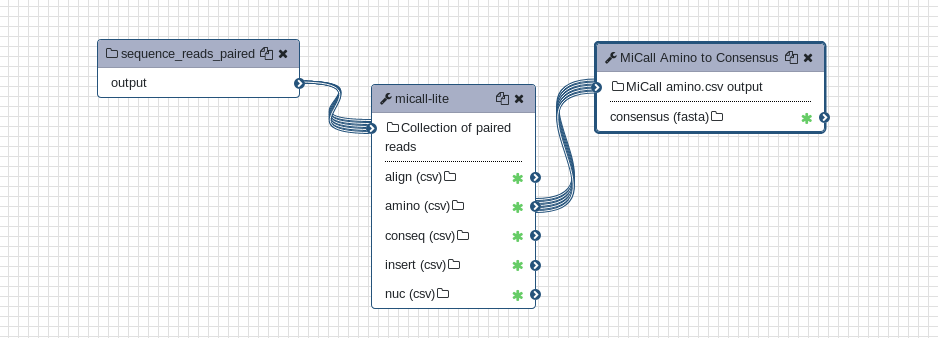 sequence_reads_paired
output
micall-lite
Collection of paired
reads
align (csv)
amino (csv)
conseq (csv)
insert (csv)
nuc (csv)
MiCall Amino to Consensus
MiCall amino.csv output
consensus (fasta)